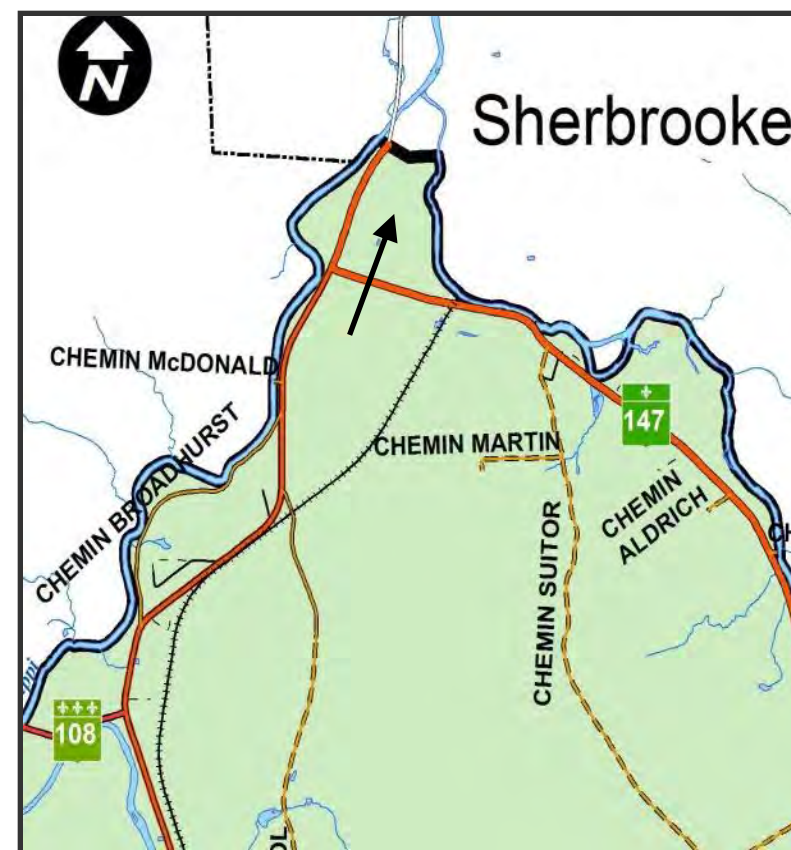 N
Sherbrooke
CHEMIN McDONALD
CHEMIN BROADHURST
147
CHEMIN MARTIN
CHEMIN
ALDRICH
CHEMIN SUITOR
108